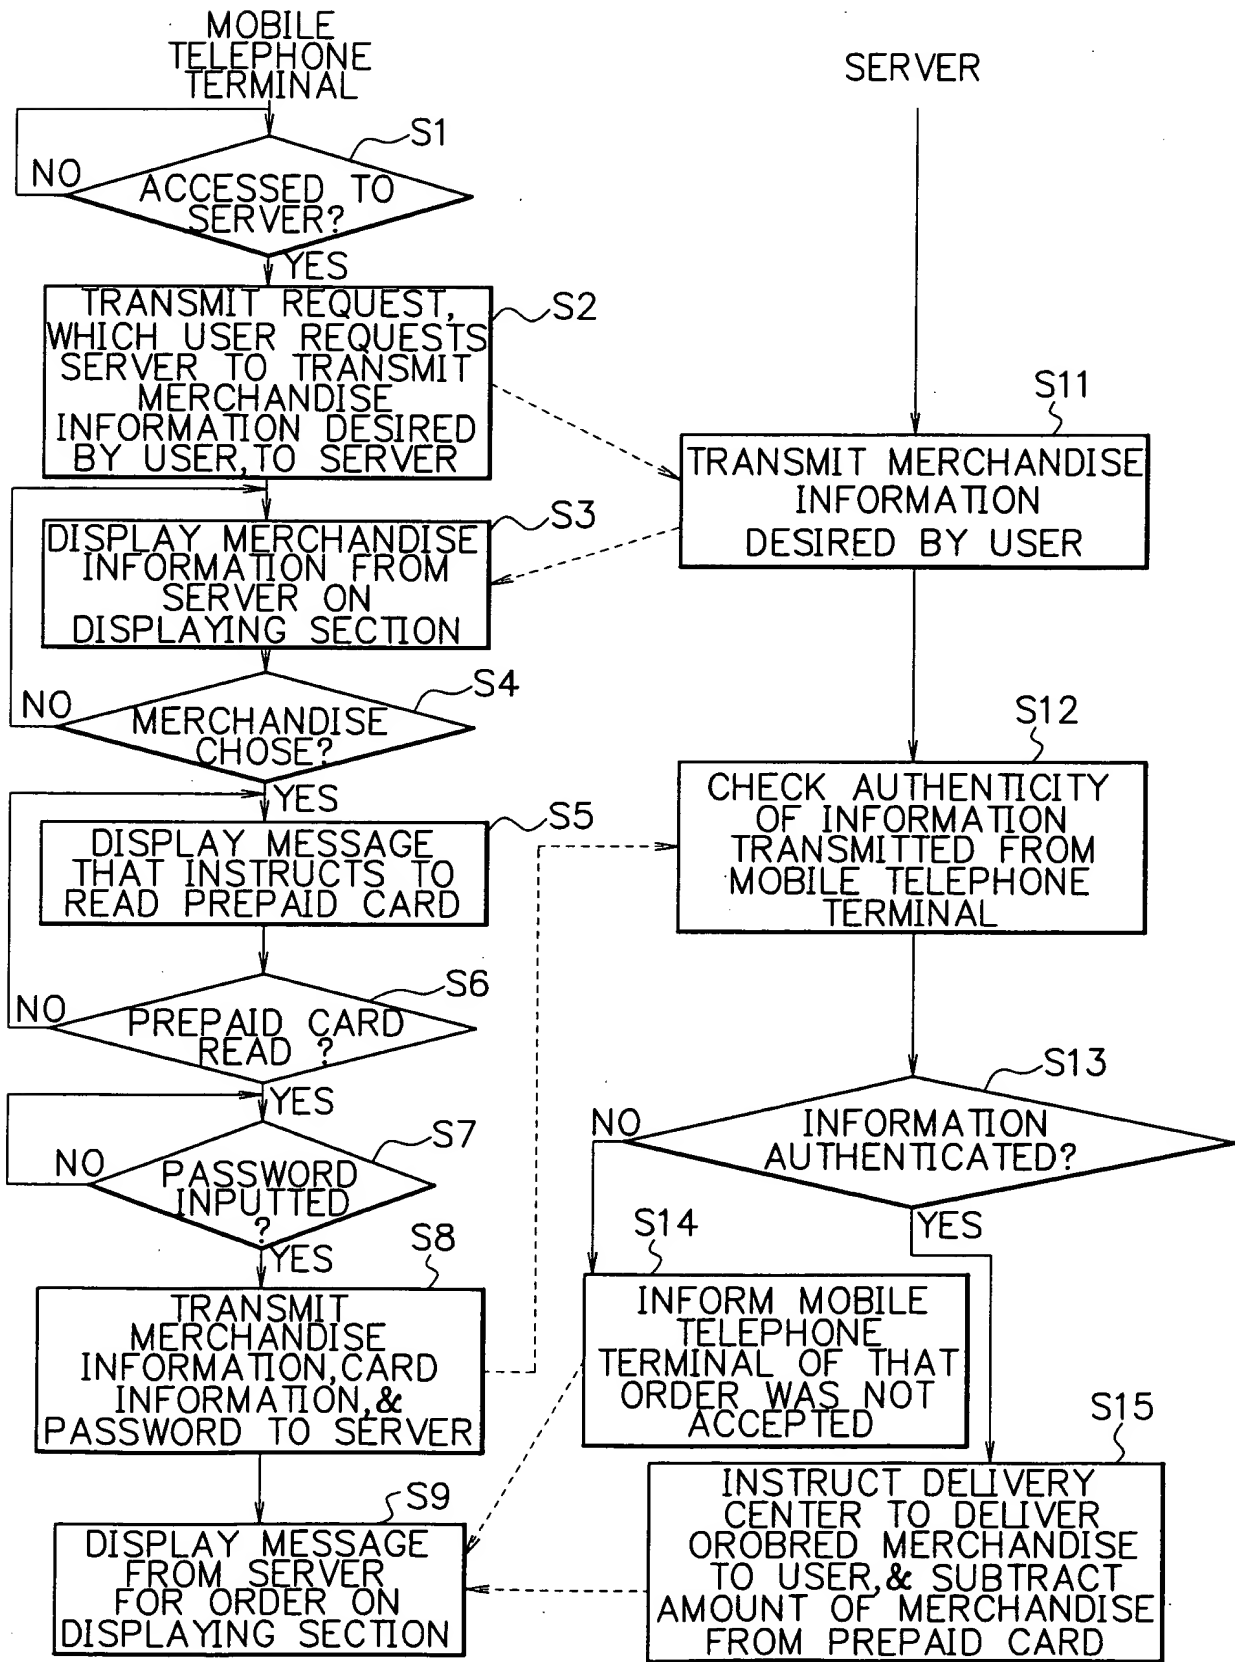 MOBILE
TELEPHONE
TERMINAL
S1
NO
ACCESSED TO
SERVER?
YES
TRANSMIT REQUEST,
WHICH USER REQUESTS
SERVER TO TRANSMIT
MERCHANDISE
INFORMATION DESIRED
BY USER, TO SERVER
S2
DISPLAY MERCHANDISE
INFORMATION FROM
SERVER ON
DISPLAYING SECTION
S3
S4
NO
MERCHANDISE
CHOSE?
YES
DISPLAY MESSAGE
THAT INSTRUCTS TO
READ PREPAID CARD
S5
S6
NO
PREPAID CARD
READ ?
YES
S7
NO
PASSWORD
INPUTTED
?
YES
S8
TRANSMIT
MERCHANDISE
INFORMATION, CARD
INFORMATION, &
PASSWORD TO SERVER
S9
DISPLAY MESSAGE
FROM SERVER
FOR ORDER ON
DISPLAYING SECTION
SERVER
S11
TRANSMIT MERCHANDISE
INFORMATION
DESIRED BY USER
S12
CHECK AUTHENTICITY
OF INFORMATION
TRANSMITTED FROM
MOBILE TELEPHONE
TERMINAL
S13
NO
INFORMATION
AUTHENTICATED?
YES
S14
INFORM MOBILE
TELEPHONE
TERMINAL OF THAT
ORDER WAS NOT
ACCEPTED
S15
INSTRUCT DELIVERY
CENTER TO DELIVER
OROBRED MERCHANDISE
TO USER, & SUBTRACT
AMOUNT OF MERCHANDISE
FROM PREPAID CARD